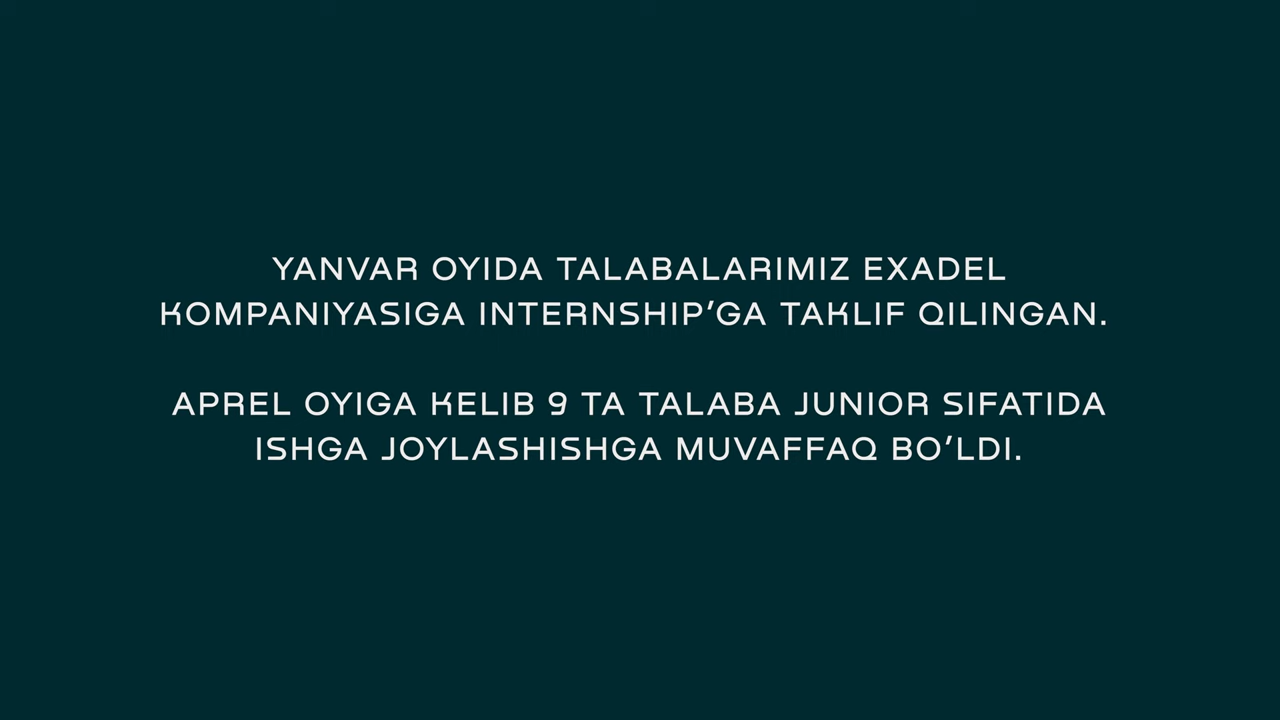 YANVAR OYIDA TALABALARIMIZ EXADEL
KOMPANIYASIGA INTERNSHIP’GA TAKLIF QILINGAN.
APREL OYIGA KELIB 9 TA TALABA JUNIOR SIFATIDA
ISHGA JOYLASHISHGA MUVAFFAQ BO’LDI.